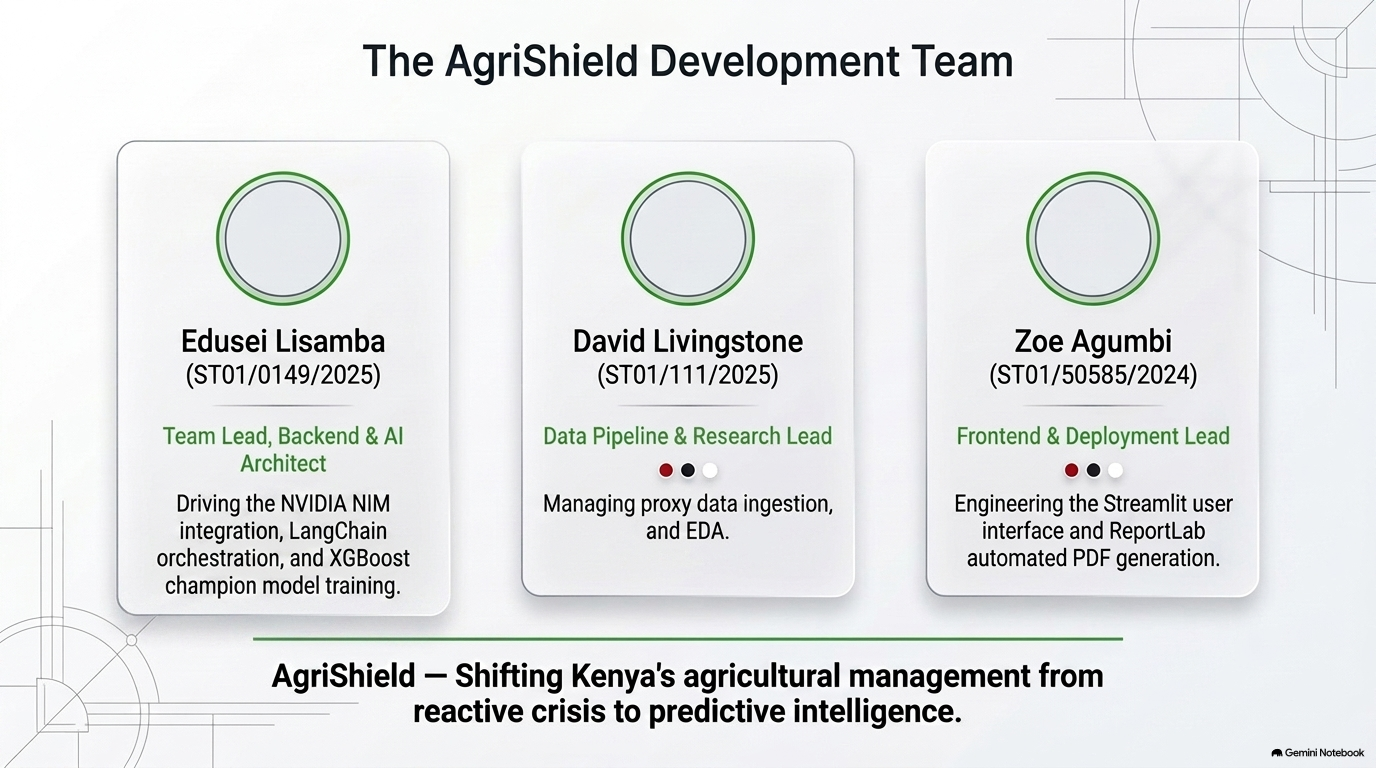 The AgriShield Development Team
Edusei Lisamba
(ST01/0149/2025)
Team Lead, Backend & AI
Architect
Driving the NVIDIA NIM
integration, LangChain
orchestration, and XGBoost
champion model training.
David Livingstone
(ST01/111/2025)
Data Pipeline & Research Lead
Managing proxy data ingestion,
and EDA.
Zoe Agumbi
(ST01/50585/2024)
Frontend & Deployment Lead
Engineering the Streamlit user
interface and ReportLab
automated PDF generation.
AgriShield — Shifting Kenya's agricultural management from
reactive crisis to predictive intelligence.
Gemini Notebook